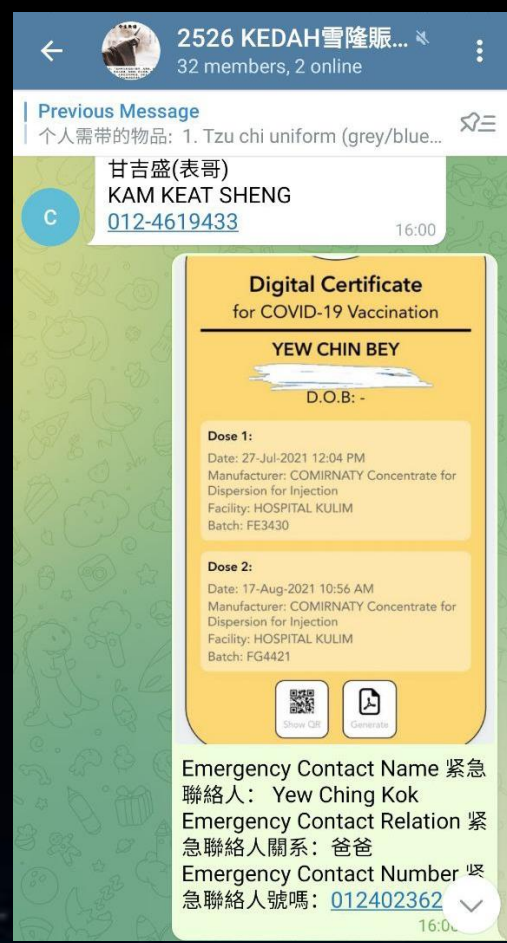 2526 KEDAH雪隆賑...
32 members, 2 online
Previous Message
个人需带的物品: 1. Tzu chi uniform (grey/blue...
甘吉盛(表哥)
KAM KEAT SHENG
C
012-4619433
16:00
Digital Certificate
for COVID-19 Vaccination
YEW CHIN BEY
D.O.B: -
Dose 1:
Date: 27-Jul-2021 12:04 PM
Manufacturer: COMIRNATY Concentrate for
Dispersion for Injection
Facility: HOSPITAL KULIM
Batch: FE3430
Dose 2:
Date: 17-Aug-2021 10:56 AM
Manufacturer: COMIRNATY Concentrate for
Dispersion for Injection
Facility: HOSPITAL KULIM
Batch: FG4421
Show QR
Generate
Emergency Contact Name 紧急
聯絡人： Yew Ching Kok
Emergency Contact Relation 紧
急聯絡人關系：爸爸
Emergency Contact Number 紧
急聯絡人號嗎：012402362